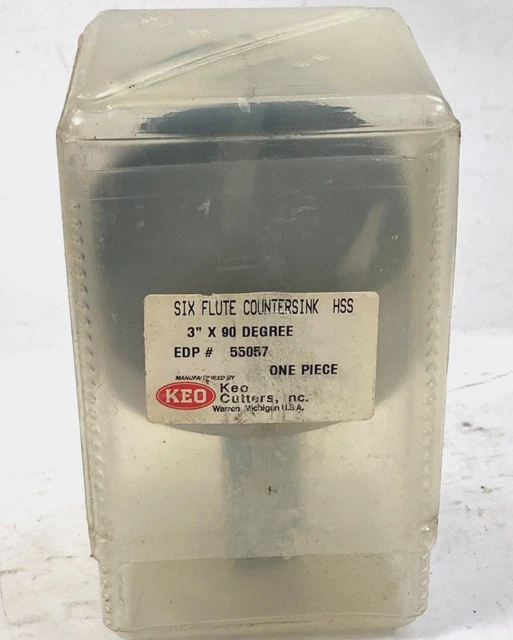 SIX FLUTE COUNTERSINK HSS
3" X 90 DEGREE
EDP # 55057
ONE PIECE
MANUFACTURED BY
KEO
Keo
Cutters, Inc.
Warren, Michigan U.S.A.